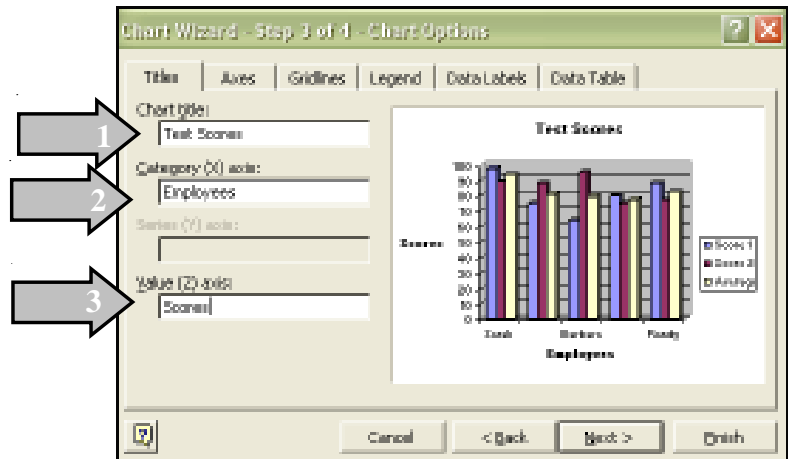 Chart Wizard - Step 3 of 4 - Chart Options
Titles
Axes
Gridlines
Legend
Data Labels
Data Table
Chart title:
1
Test Scores
Category (X) axis:
2
Employees
Series (Y) axis:
Value (Z) axis:
3
Scores
Test Scores
100
90
80
70
60
50
40
30
20
10
0
Scores
Barbara
Employees
Score 1
Score 2
Average
Cancel
< Back
Next >
Finish